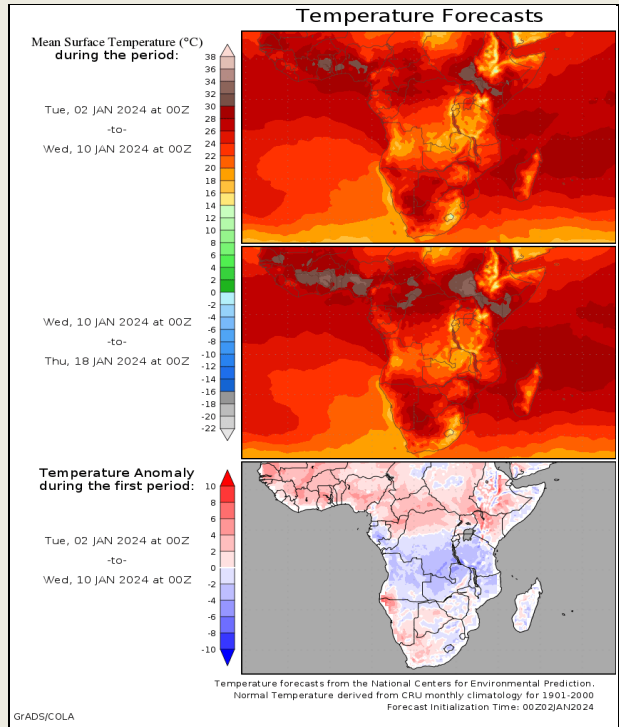 Temperature Forecasts
Mean Surface Temperature (°C)
during the period:
Tue, 02 JAN 2024 at 00Z
-to-
Wed, 10 JAN 2024 at 00Z
38
36
34
32
30
28
26
24
22
20
18
16
14
12
10
8
6
4
2
0
-2
-4
-6
-8
-10
-12
-14
-16
-18
-20
-22
Wed, 10 JAN 2024 at 00Z
-to-
Thu, 18 JAN 2024 at 00Z
Temperature Anomaly
during the first period:
Tue, 02 JAN 2024 at 00Z
-to-
Wed, 10 JAN 2024 at 00Z
10
8
6
4
2
0
-2
-4
-6
-8
-10
Temperature forecasts from the National Centers for Environmental Prediction.
Normal Temperature derived from CRU monthly climatology for 1901-2000
Forecast Initialization Time: 00Z02JAN2024
GrADS/COLA